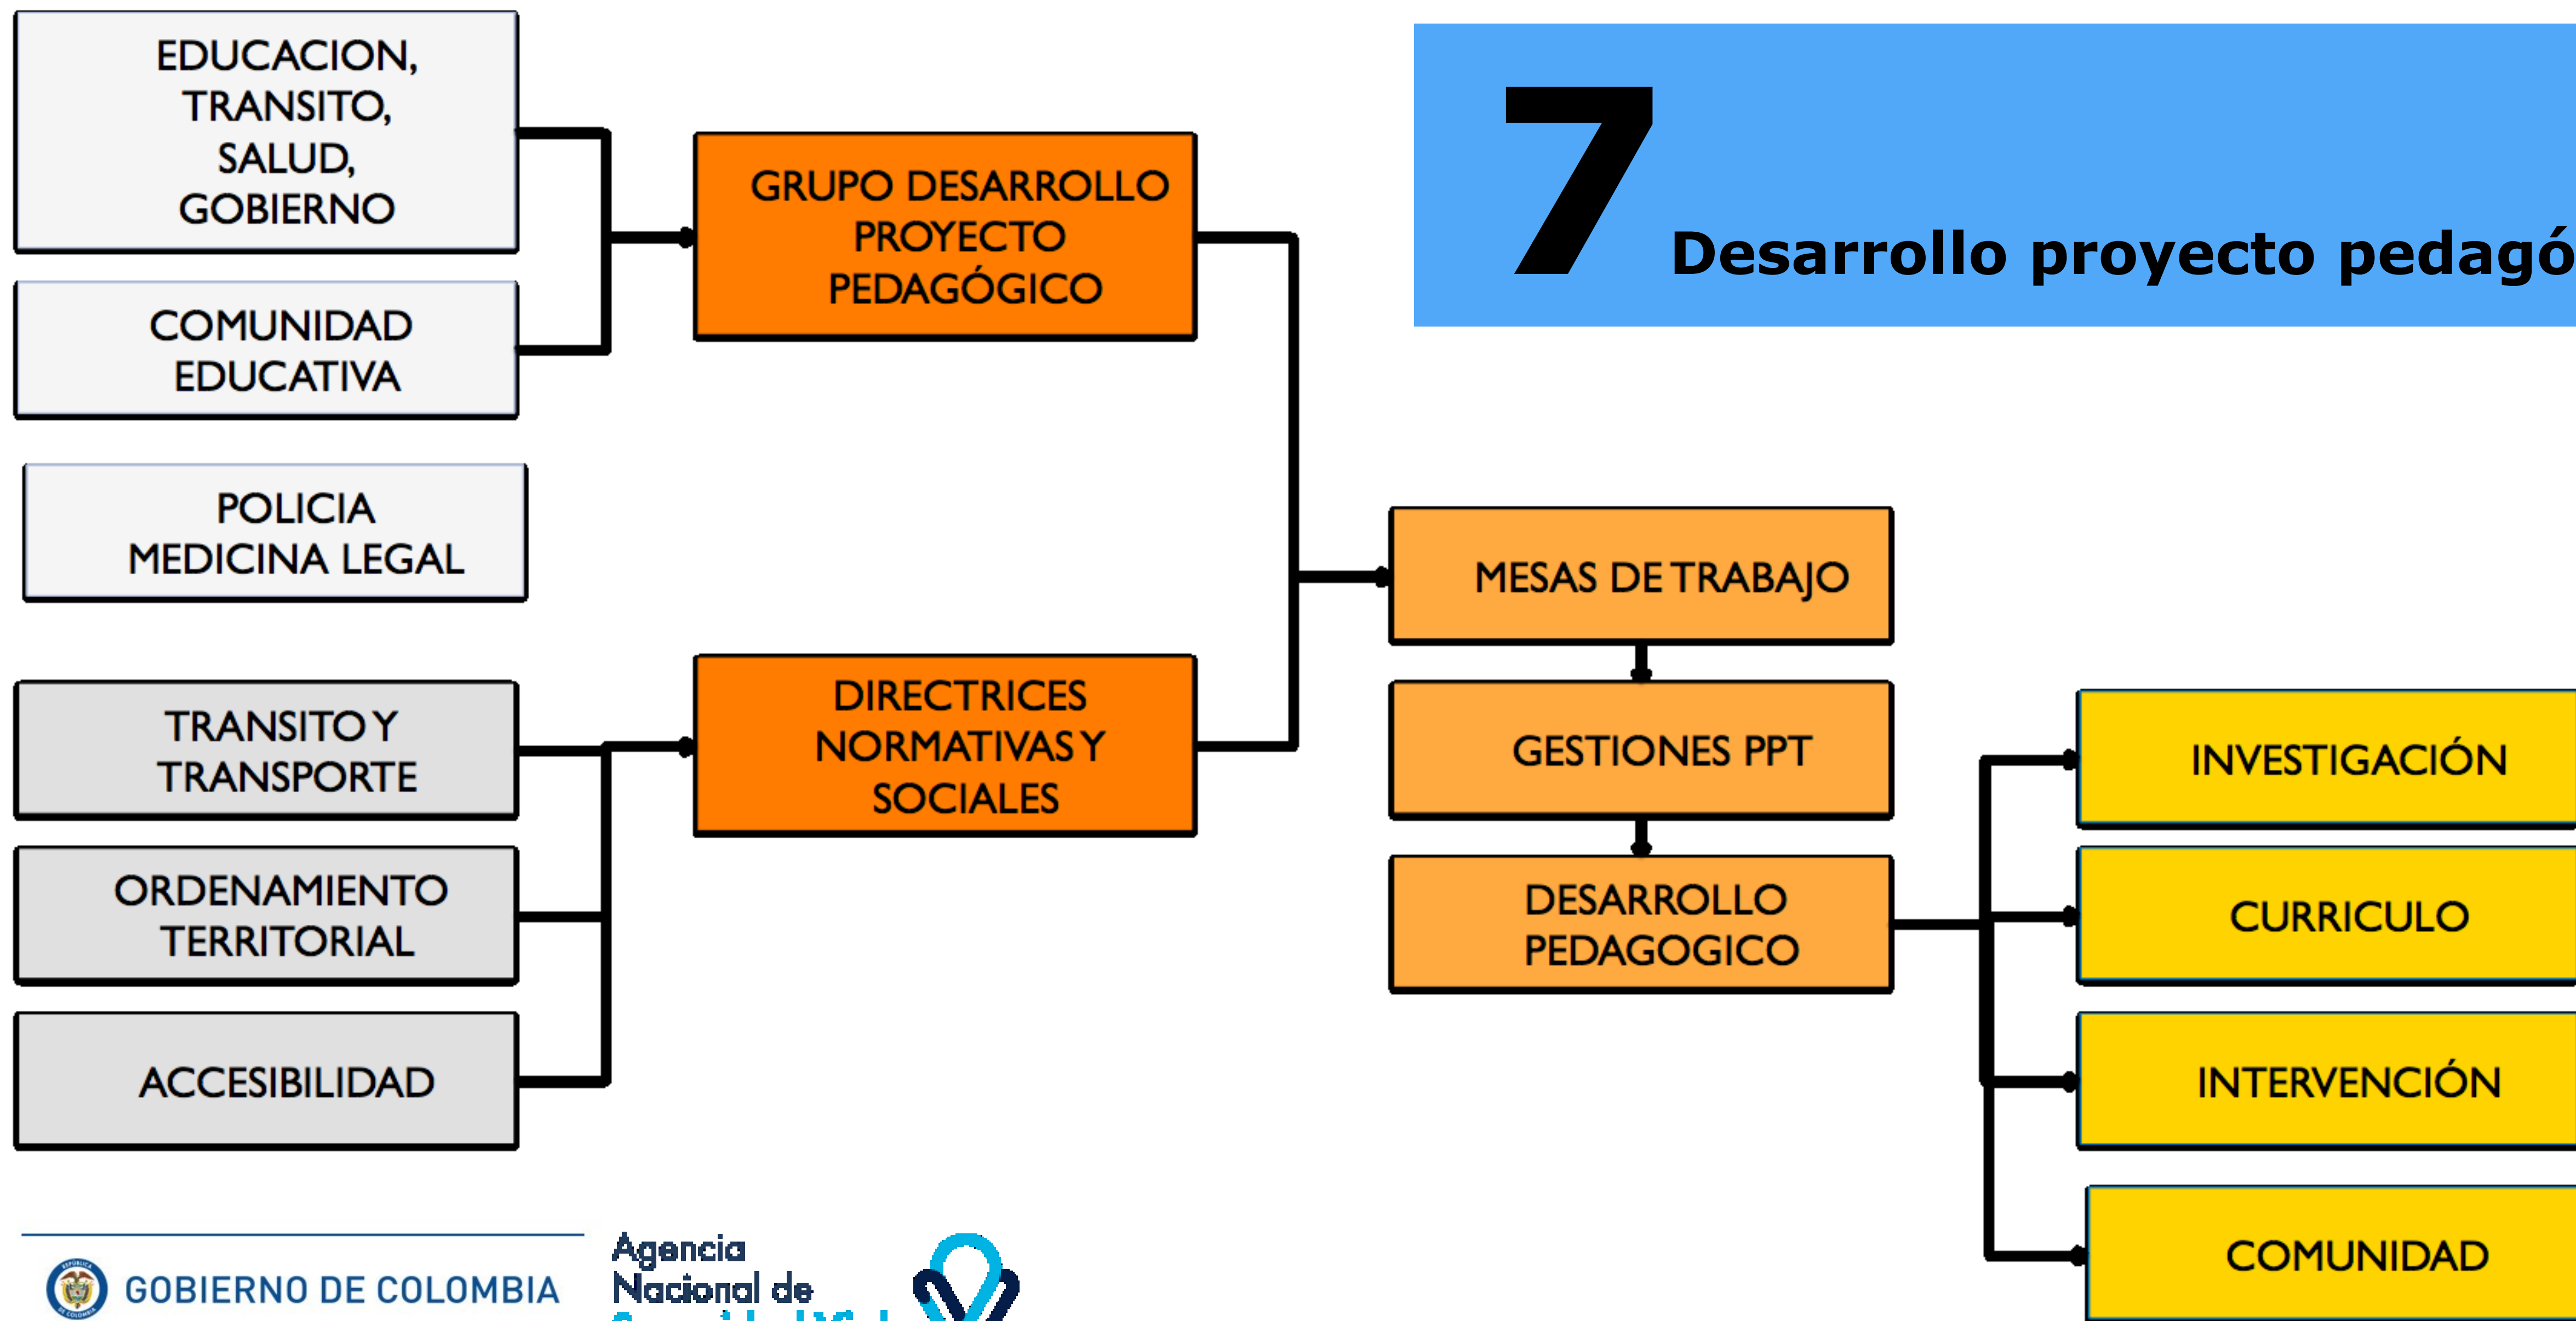 EDUCACION,
TRANSITO,
SALUD,
GOBIERNO
COMUNIDAD
EDUCATIVA
POLICIA
MEDICINA LEGAL
TRANSITO Y
TRANSPORTE
ORDENAMIENTO
TERRITORIAL
ACCESIBILIDAD
GRUPO DESARROLLO
PROYECTO
PEDAGÓGICO
DIRECTRICES
NORMATIVAS Y
SOCIALES
7 Desarrollo proyecto pedagó
MESAS DE TRABAJO
GESTIONES PPT
DESARROLLO
PEDAGOGICO
INVESTIGACIÓN
CURRICULO
INTERVENCIÓN
COMUNIDAD
GOBIERNO DE COLOMBIA
Agencia
Nacional de